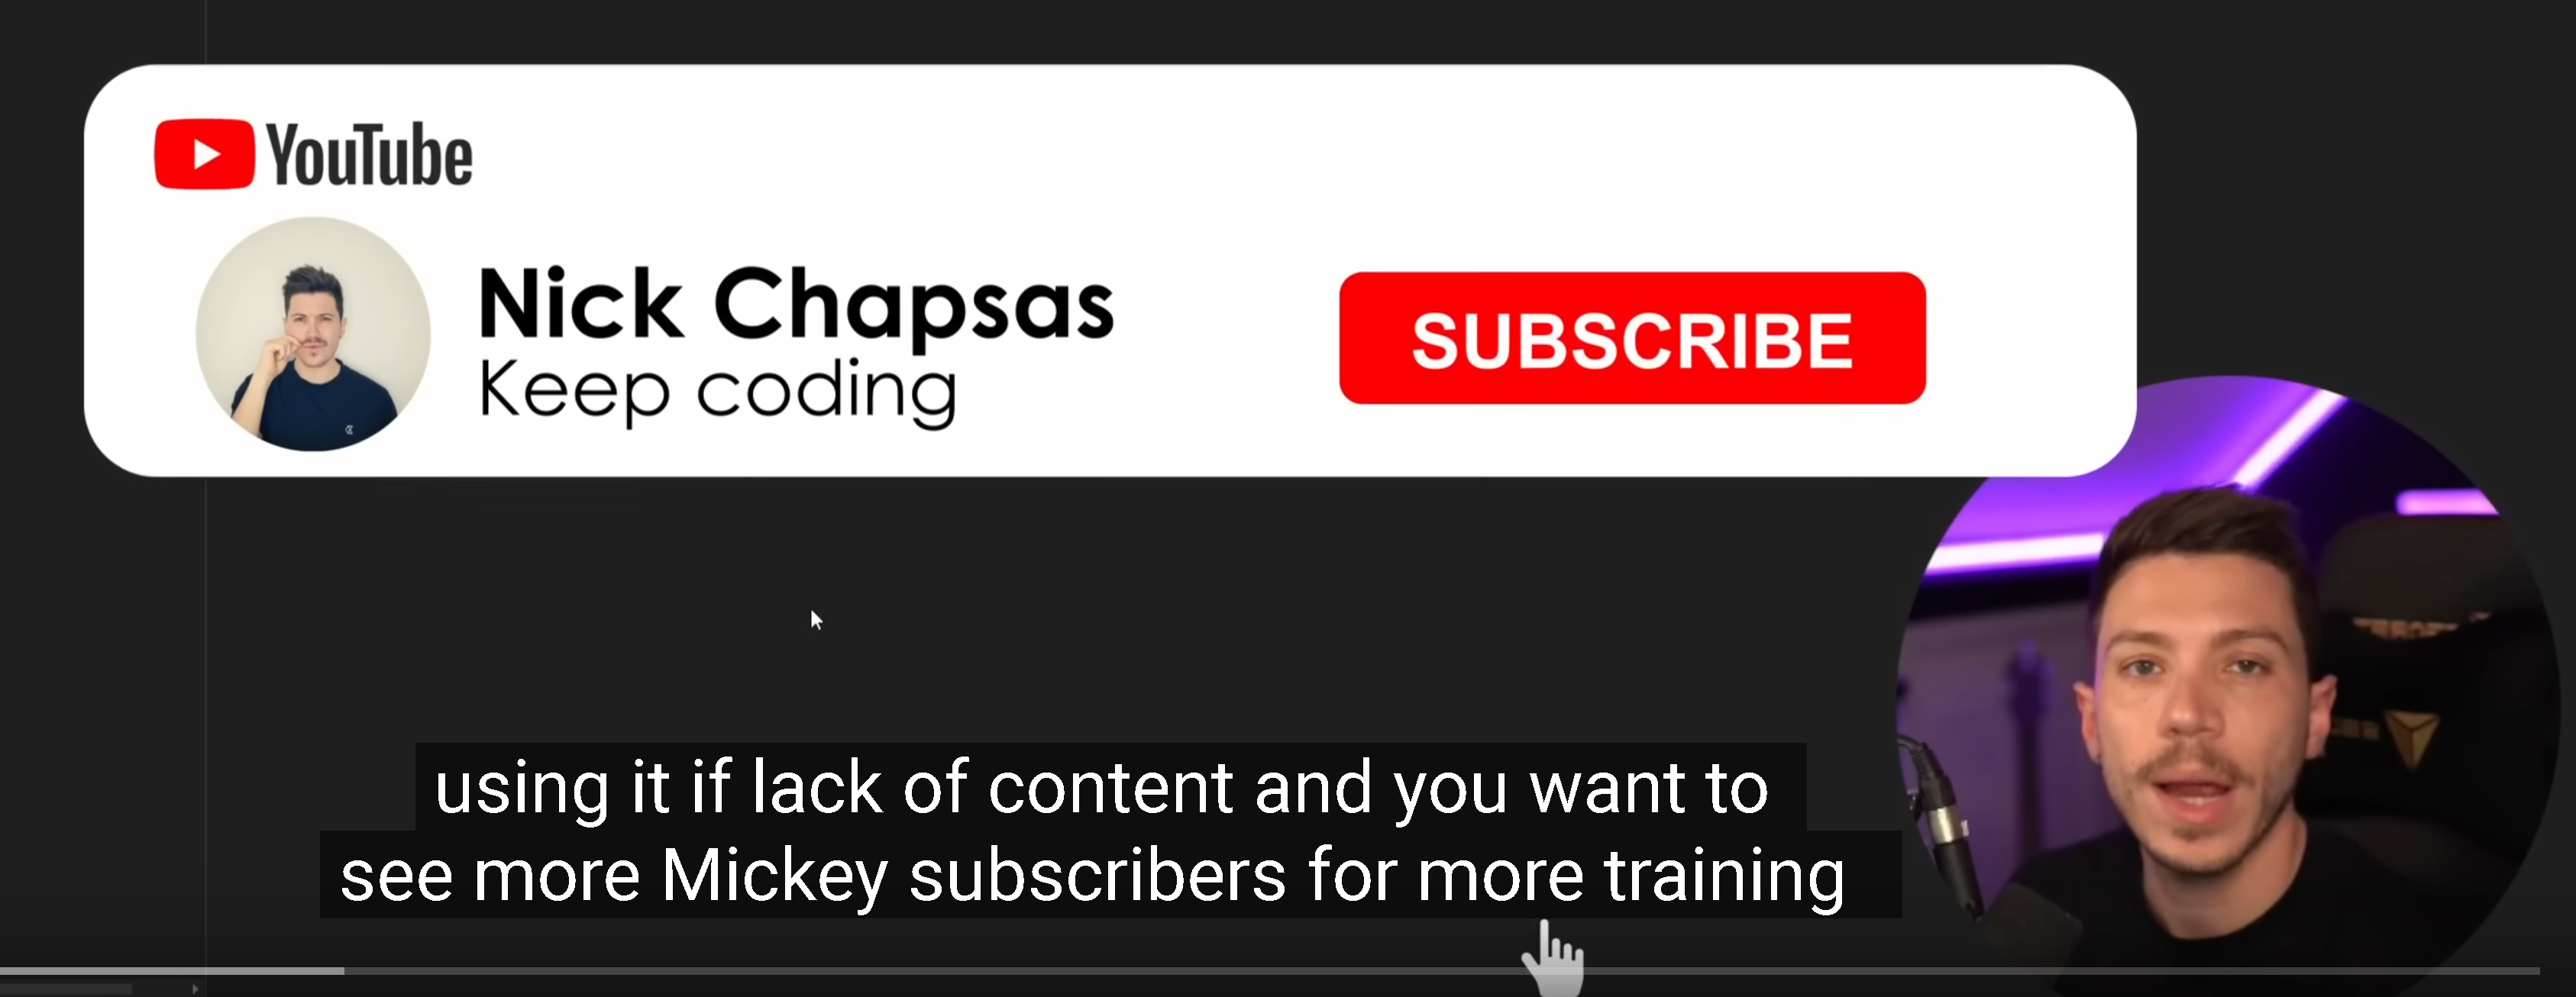 YouTube
Nick Chapsas
Keep coding
SUBSCRIBE
using it if lack of content and you want to
see more Mickey subscribers for more training